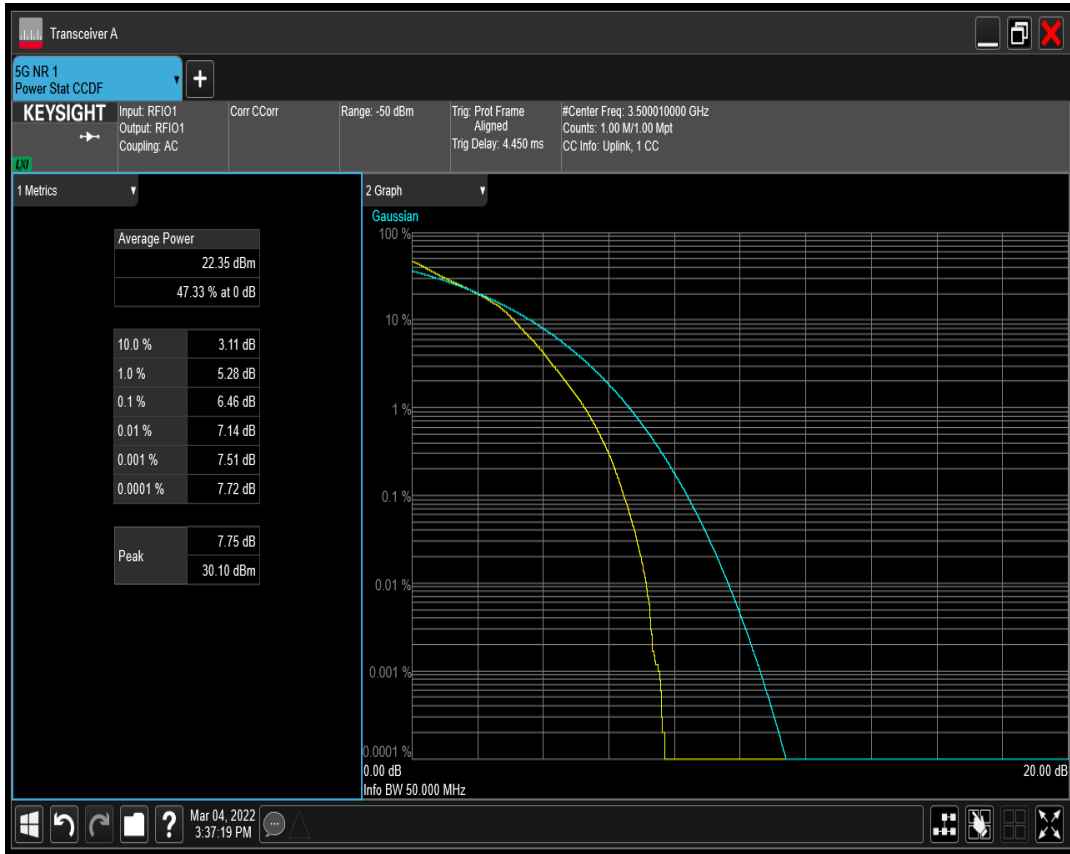 Transceiver A
5G NR 1
Power Stat CCDF
KEYSIGHT
LXI
Input: RFIO1
Output: RFIO1
Coupling: AC
Corr CCorr
Range: -50 dBm
Trig: Prot Frame
Aligned
Trig Delay: 4.450 ms
#Center Freq: 3.500010000 GHz
Counts: 1.00 M/1.00 Mpt
CC Info: Uplink, 1 CC
1 Metrics
Average Power
22.35 dBm
47.33 % at 0 dB
10.0 % 3.11 dB
1.0 % 5.28 dB
0.1 % 6.46 dB
0.01 % 7.14 dB
0.001 % 7.51 dB
0.0001 % 7.72 dB
Peak
7.75 dB
30.10 dBm
2 Graph
Gaussian
100 %
10 %
1 %
0.1 %
0.01 %
0.001 %
0.0001 %
0.00 dB
20.00 dB
Info BW 50.000 MHz
?
Mar 04, 2022
3:37:19 PM